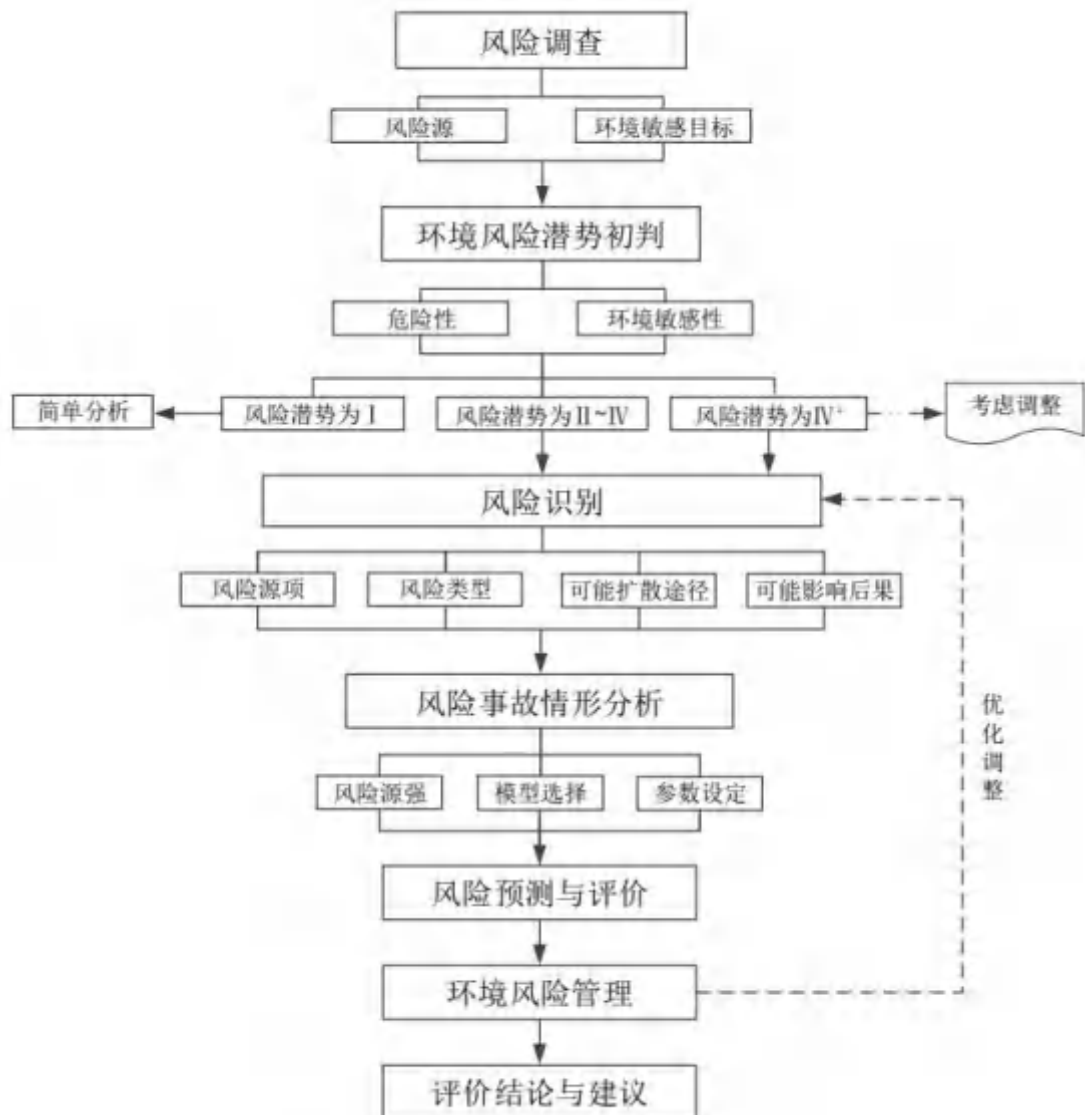 风险调查
风险源
环境敏感目标
环境风险潜势初判
危险性
环境敏感性
简单分析
风险潜势为Ⅰ
风险潜势为Ⅱ~Ⅳ
风险潜势为Ⅳ⁺
考虑调整
风险识别
风险源项
风险类型
可能扩散途径
可能影响后果
风险事故情形分析
优化调整
风险源强
模型选择
参数设定
风险预测与评价
环境风险管理
评价结论与建议